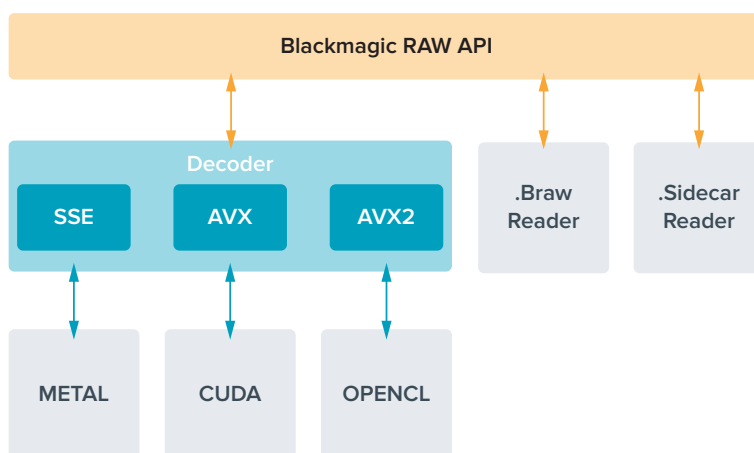 Blackmagic RAW API
Decoder
SSE
AVX
AVX2
.Braw
Reader
.Sidecar
Reader
METAL
CUDA
OPENCL